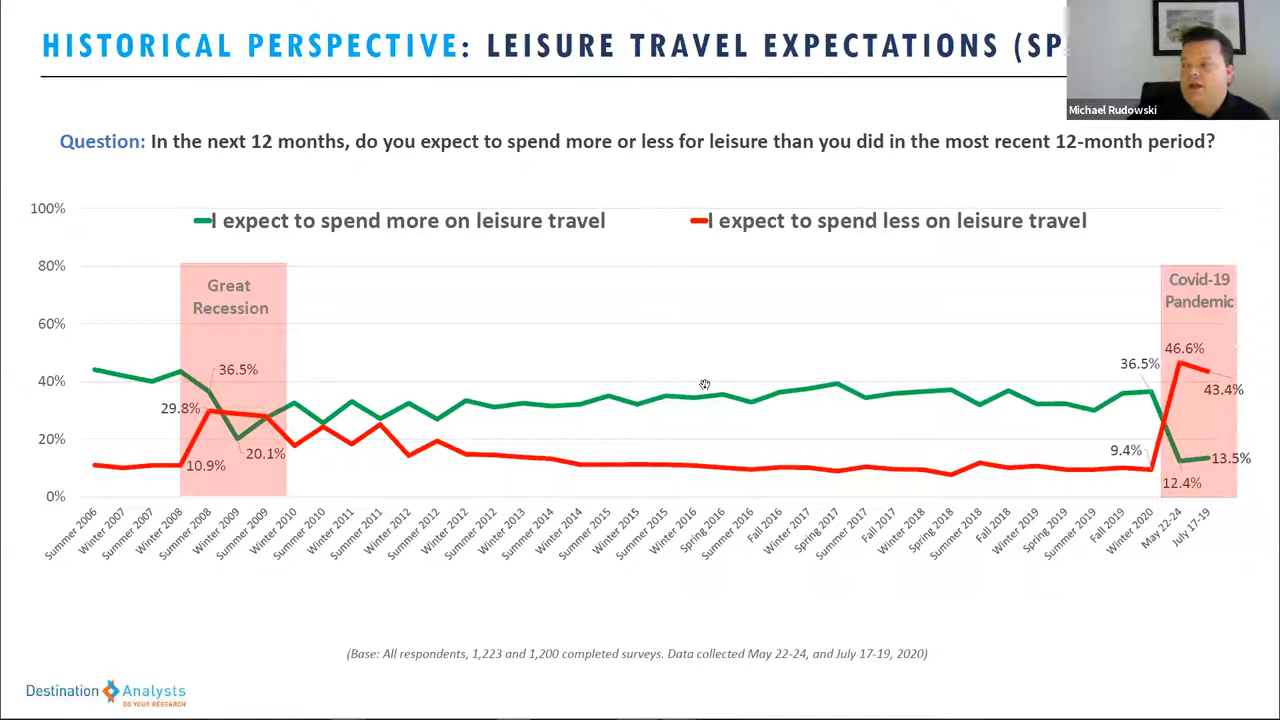 HISTORICAL PERSPECTIVE: LEISURE TRAVEL EXPECTATIONS (SP
Michael Rudowski
Question: In the next 12 months, do you expect to spend more or less for leisure than you did in the most recent 12-month period?
I expect to spend more on leisure travel
I expect to spend less on leisure travel
100%
80%
60%
40%
20%
0%
Great
Recession
Covid-19
Pandemic
36.5%
29.8%
10.9%
20.1%
36.5%
9.4%
46.6%
43.4%
13.5%
12.4%
Summer 2006
Winter 2007
Summer 2007
Winter 2008
Summer 2008
Winter 2009
Summer 2009
Winter 2010
Summer 2010
Winter 2011
Summer 2011
Winter 2012
Summer 2012
Winter 2012
Summer 2012
Winter 2013
Summer 2014
Winter 2014
Summer 2015
Winter 2015
Summer 2015
Winter 2016
Spring 2016
Summer 2016
Fall 2016
Winter 2017
Spring 2017
Summer 2017
Fall 2017
Winter 2018
Spring 2018
Summer 2018
Fall 2018
Winter 2019
Spring 2019
Summer 2019
Fall 2019
Winter 2020
May 22-24
July 17-19
(Base: All respondents, 1,223 and 1,200 completed surveys. Data collected May 22-24, and July 17-19, 2020)
Destination Analysts
DO YOUR RESEARCH